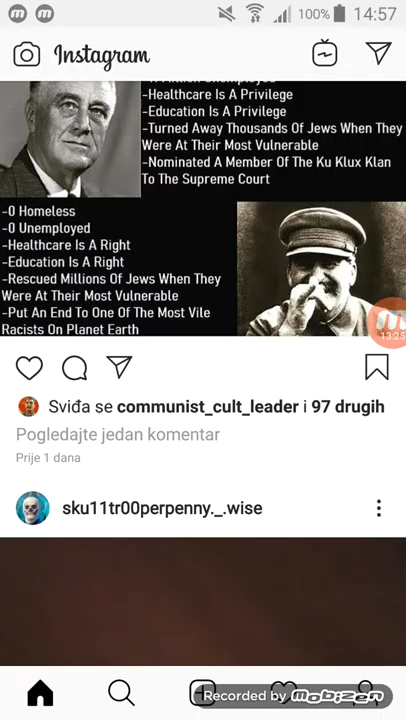 100% 14:57
Instagram
-Healthcare Is A Privilege
-Education Is A Privilege
-Turned Away Thousands Of Jews When They
Were At Their Most Vulnerable
-Nominated A Member Of The Ku Klux Klan
To The Supreme Court
-0 Homeless
-0 Unemployed
-Healthcare Is A Right
-Education Is A Right
-Rescued Millions Of Jews When They
Were At Their Most Vulnerable
-Put An End To One Of The Most Vile
Racists On Planet Earth
13:25
Sviđa se communist_cult_leader i 97 drugih
Pogledajte jedan komentar
Prije 1 dana
sku11tr00perpenny._.wise
Recorded by mobizen